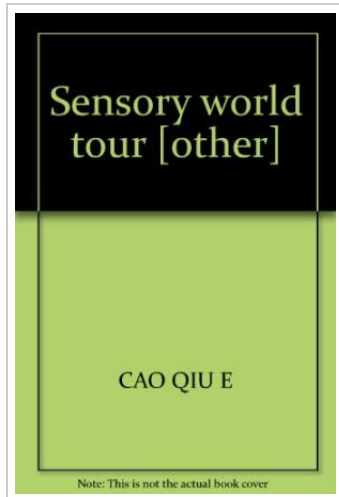 Sensory world
tour [other]
CAO QIU E
Note: This is not the actual book cover